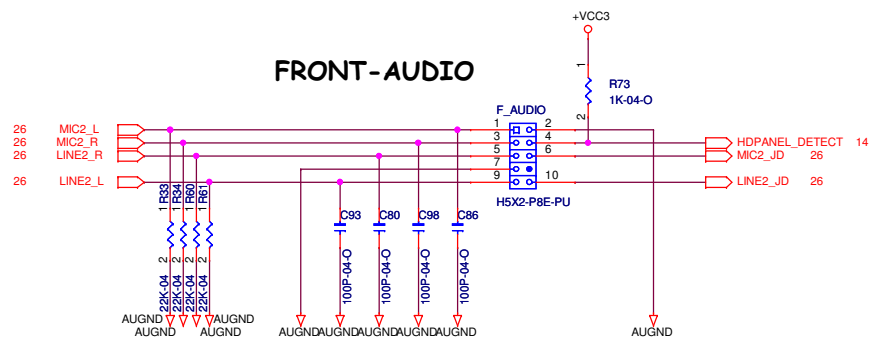 +VCC3
FRONT-AUDIO
1
R73
1K-04-O
2
F_AUDIO
26 MIC2_L 1 2
26 MIC2_R 3 4 HDPANEL_DETECT 14
26 LINE2_R 5 6 MIC2_JD 26
7
26 LINE2_L 9 10 LINE2_JD 26
H5X2-P8E-PU
1 R33 1 R34 1 R60 1 R61
C93 C80 C98 C86
2 2 2 2
22K-04 22K-04 22K-04 22K-04
100P-04-O 100P-04-O 100P-04-O 100P-04-O
AUGND AUGND
AUGND AUGND AUGND AUGND AUGND AUGND AUGND AUGND